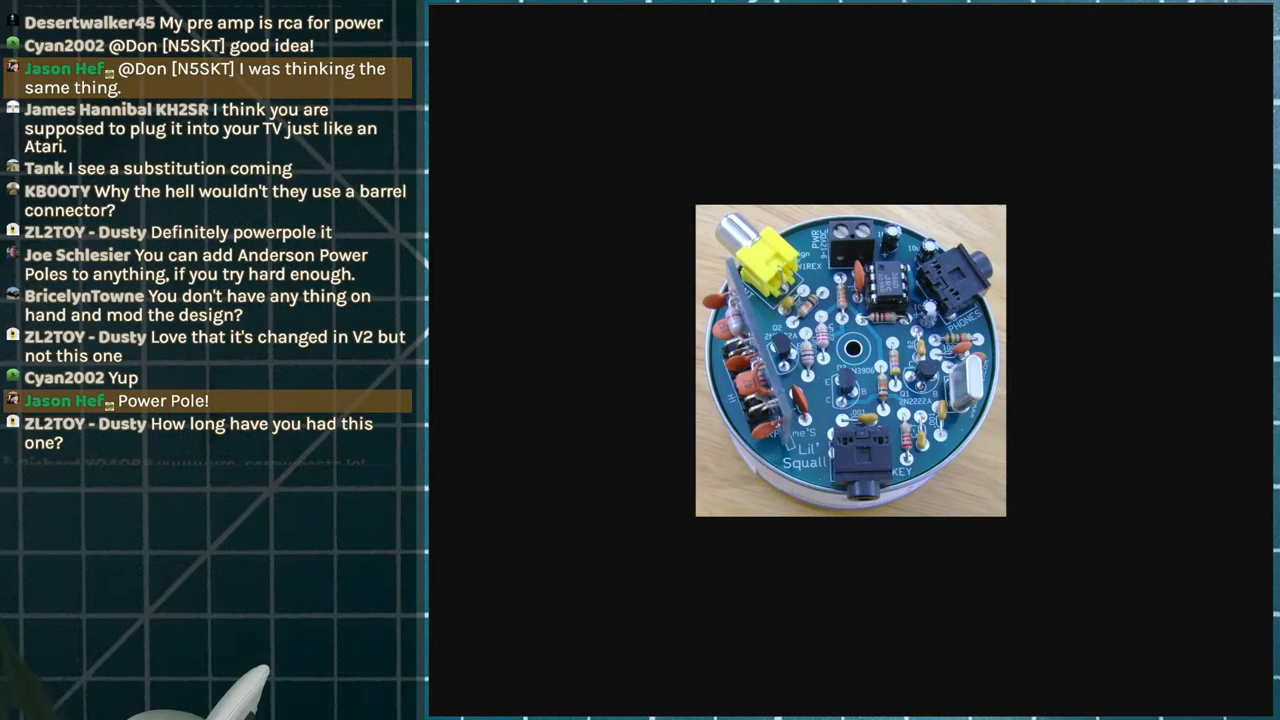 Desertwalker45 My pre amp is rca for power
Cyan2002 @Don [N5SKT] good idea!
Jason Hef @Don [N5SKT] I was thinking the
same thing.
James Hannibal KH2SR I think you are
supposed to plug it into your TV just like an
Atari.
Tank I see a substitution coming
KB0OTY Why the hell wouldn't they use a barrel
connector?
ZL2TOY - Dusty Definitely powerpole it
Joe Schlesier You can add Anderson Power
Poles to anything, if you try hard enough.
BricelynTowne You don't have any thing on
hand and mod the design?
ZL2TOY - Dusty Love that it's changed in V2 but
not this one
Cyan2002 Yup
Jason Hef Power Pole!
ZL2TOY - Dusty How long have you had this
one?
PWR
9-12VDC
PHONES
Q2
Q1
2N2222A
E
B
C
Lil'
Squall
KEY